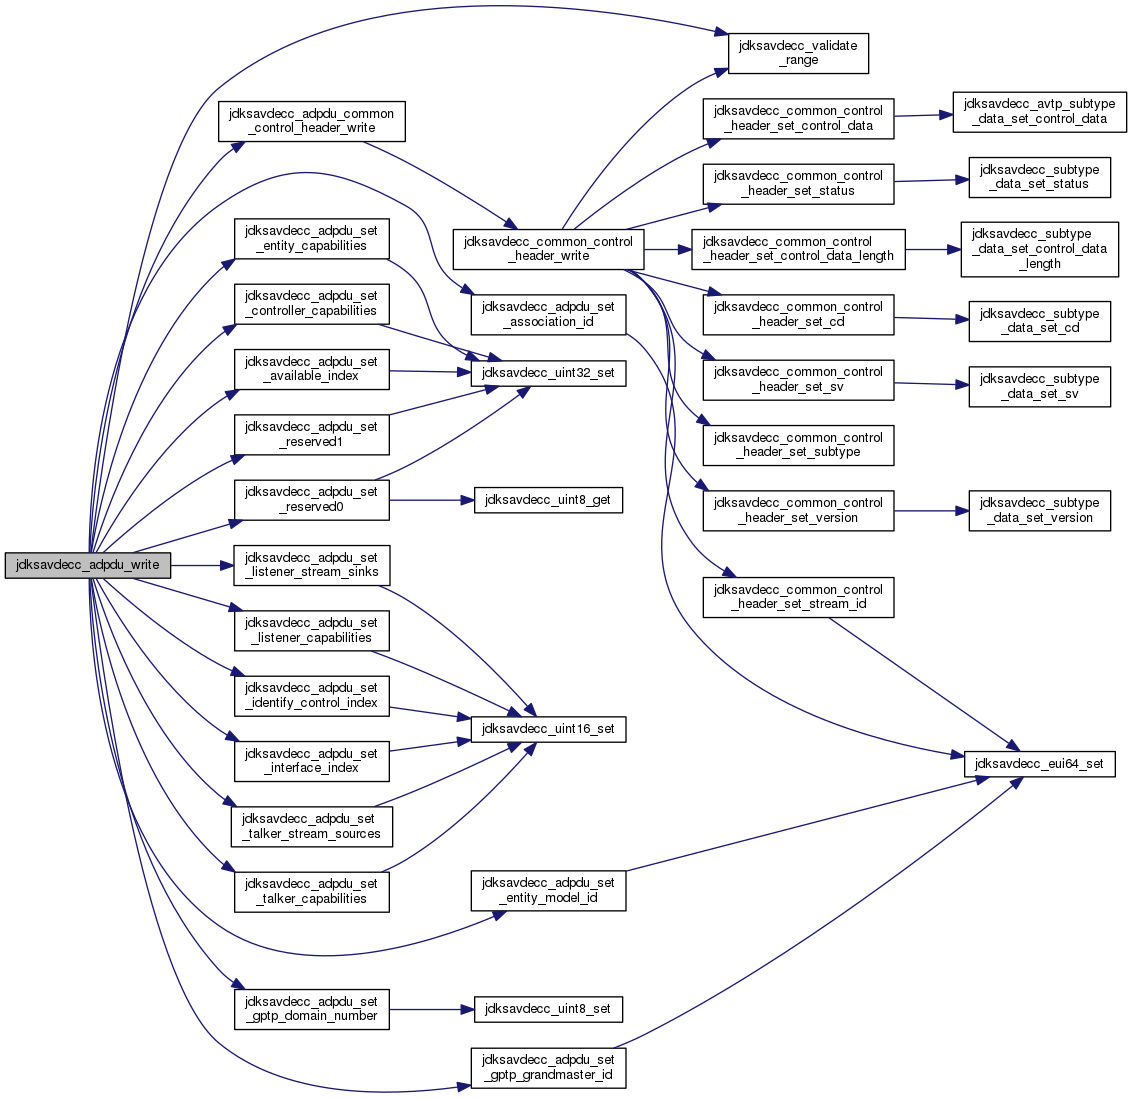 jdksavdecc_adpdu_write
jdksavdecc_adpdu_common
_control_header_write
jdksavdecc_adpdu_set
_entity_capabilities
jdksavdecc_adpdu_set
_controller_capabilities
jdksavdecc_adpdu_set
_available_index
jdksavdecc_adpdu_set
_reserved1
jdksavdecc_adpdu_set
_reserved0
jdksavdecc_adpdu_set
_listener_stream_sinks
jdksavdecc_adpdu_set
_listener_capabilities
jdksavdecc_adpdu_set
_identify_control_index
jdksavdecc_adpdu_set
_interface_index
jdksavdecc_adpdu_set
_talker_stream_sources
jdksavdecc_adpdu_set
_talker_capabilities
jdksavdecc_adpdu_set
_gptp_domain_number
jdksavdecc_common_control
_header_write
jdksavdecc_adpdu_set
_association_id
jdksavdecc_uint32_set
jdksavdecc_uint8_get
jdksavdecc_uint16_set
jdksavdecc_adpdu_set
_entity_model_id
jdksavdecc_uint8_set
jdksavdecc_adpdu_set
_gptp_grandmaster_id
jdksavdecc_validate
_range
jdksavdecc_common_control
_header_set_control_data
jdksavdecc_common_control
_header_set_status
jdksavdecc_common_control
_header_set_control_data_length
jdksavdecc_common_control
_header_set_cd
jdksavdecc_common_control
_header_set_sv
jdksavdecc_common_control
_header_set_subtype
jdksavdecc_common_control
_header_set_version
jdksavdecc_common_control
_header_set_stream_id
jdksavdecc_avtp_subtype
_data_set_control_data
jdksavdecc_subtype
_data_set_status
jdksavdecc_subtype
_data_set_control_data
_length
jdksavdecc_subtype
_data_set_cd
jdksavdecc_subtype
_data_set_sv
jdksavdecc_subtype
_data_set_version
jdksavdecc_eui64_set